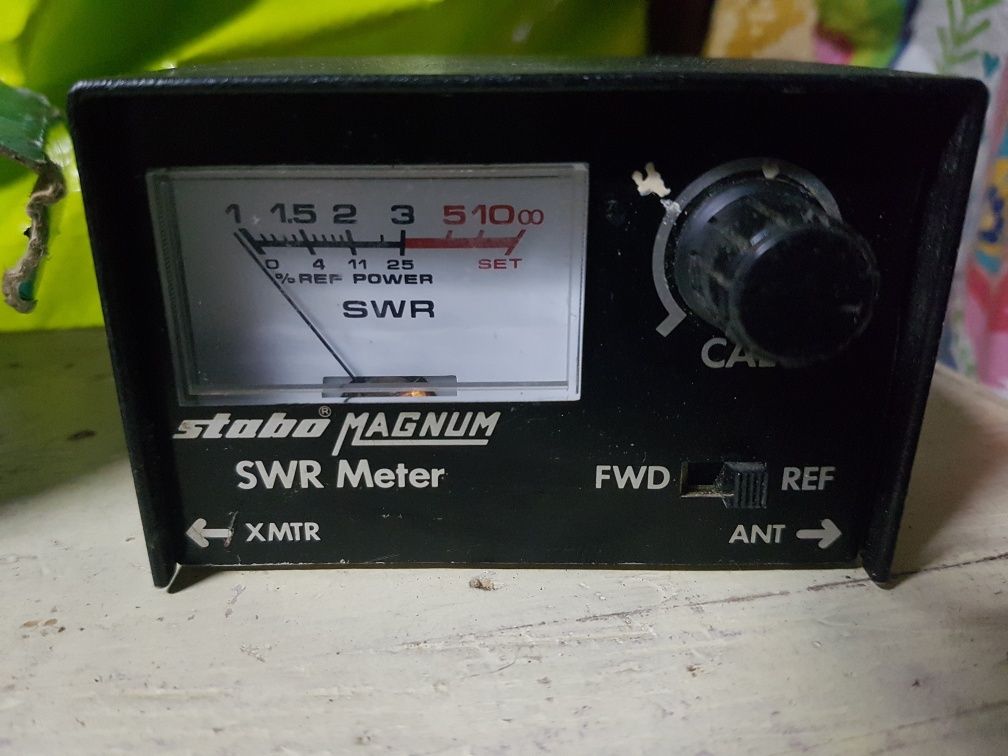 1 1.5 2 3 5 10 ∞
0 4 11 25 SET
% REF POWER
SWR
CAL
stabo® MAGNUM
SWR Meter
FWD REF
XMTR ANT